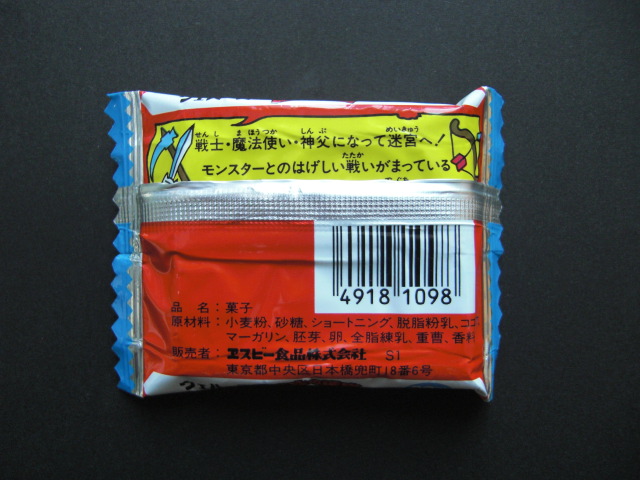 戦士・魔法使い・神父になって迷宮へ!
モンスターとのはげしい戦いがまっている
4918 1098
品 名:菓子
原材料:小麦粉、砂糖、ショートニング、脱脂粉乳、ココ
マーガリン、胚芽、卵、全脂練乳、重曹、香料
販売者:ヱスビー食品株式会社 S1
東京都中央区日本橋兜町18番6号